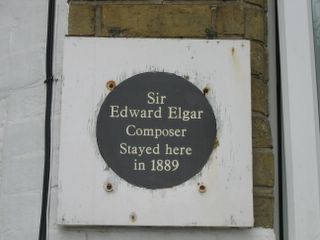 Sir
Edward Elgar
Composer
Stayed here
in 1889